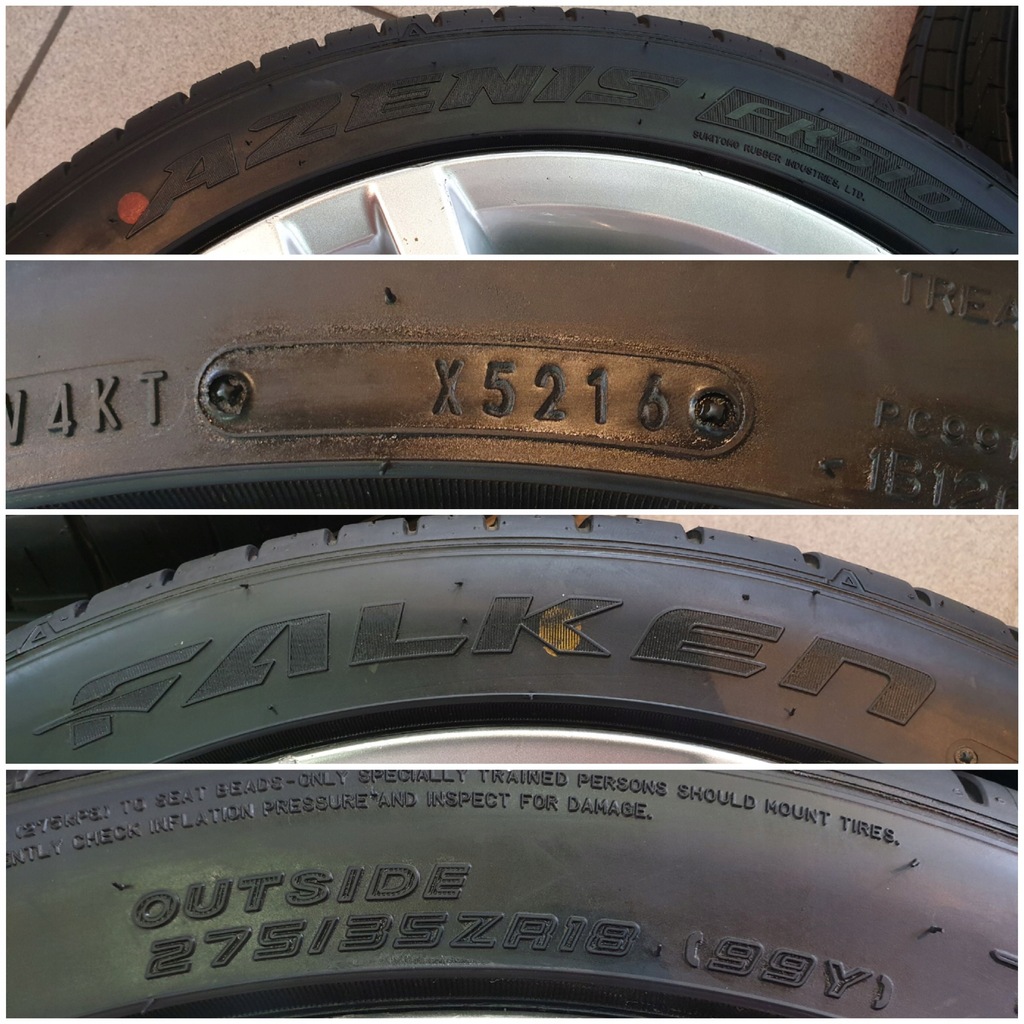 AZENIS FK510
SUMITOMO RUBBER INDUSTRIES, LTD.
4KT X5216
FALKEN
TO SEAT BEADS-ONLY SPECIALLY TRAINED PERSONS SHOULD MOUNT TIRES.
CHECK INFLATION PRESSURE AND INSPECT FOR DAMAGE.
OUTSIDE
275/35ZR18 (99Y)